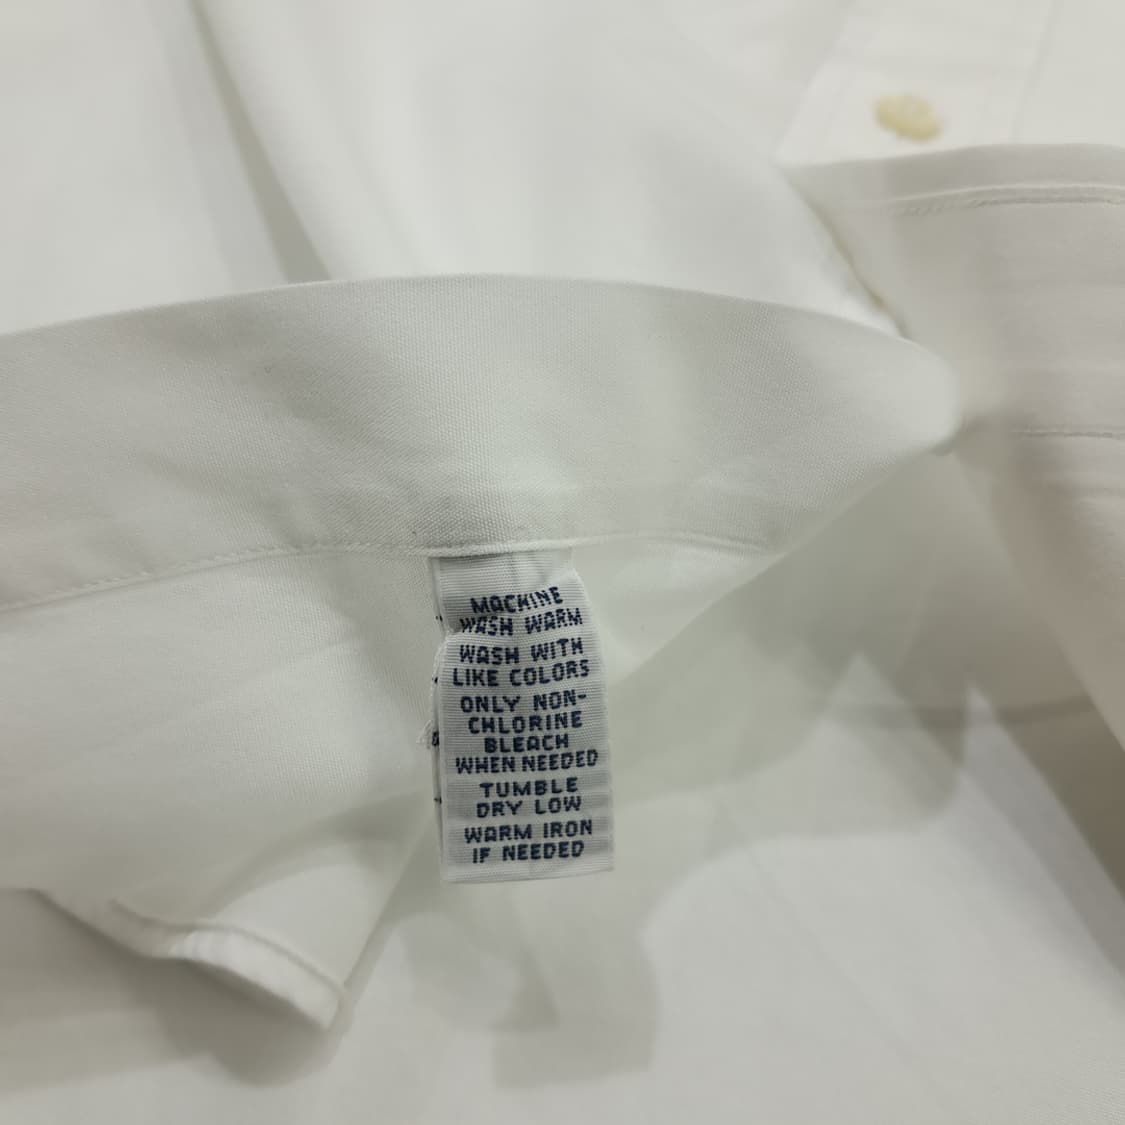 MACHINE
WASH WARM
WASH WITH
LIKE COLORS
ONLY NON-
CHLORINE
BLEACH
WHEN NEEDED
TUMBLE
DRY LOW
WARM IRON
IF NEEDED